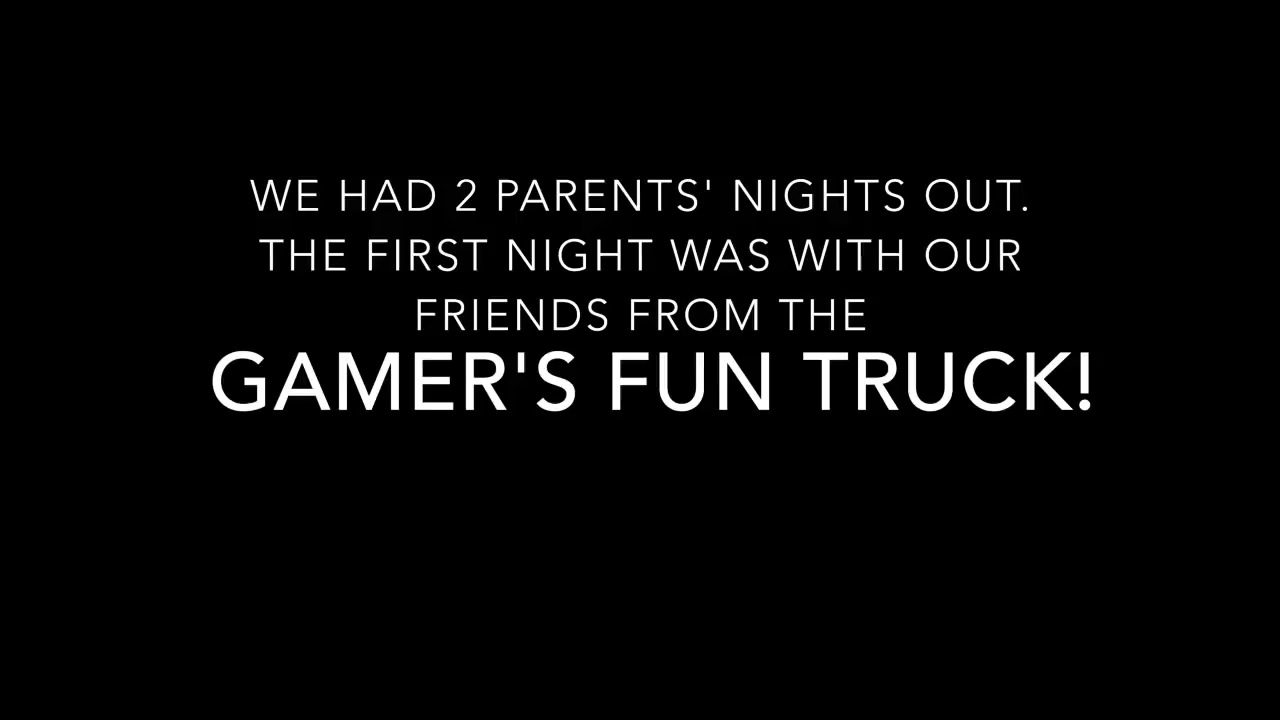 WE HAD 2 PARENTS' NIGHTS OUT.
THE FIRST NIGHT WAS WITH OUR
FRIENDS FROM THE
GAMER'S FUN TRUCK!